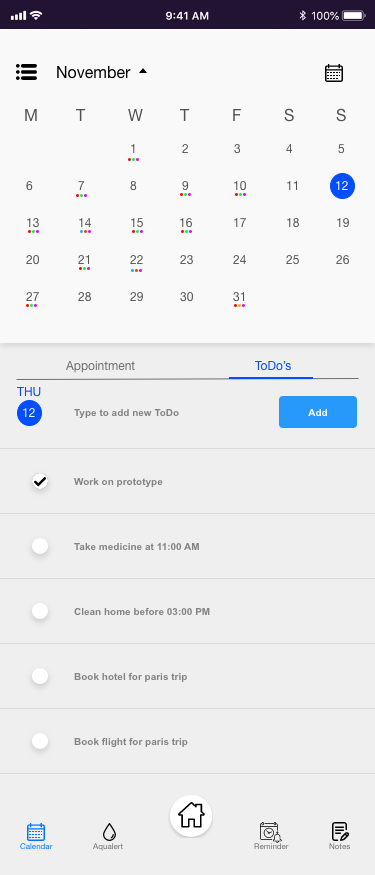 9:41 AM 100%
November
M T W T F S S
1 2 3 4 5
6 7 8 9 10 11 12
13 14 15 16 17 18 19
20 21 22 23 24 25 26
27 28 29 30 31
Appointment ToDo's
THU
12 Type to add new ToDo Add
Work on prototype
Take medicine at 11:00 AM
Clean home before 03:00 PM
Book hotel for paris trip
Book flight for paris trip
Calendar Aqualert Reminder Notes